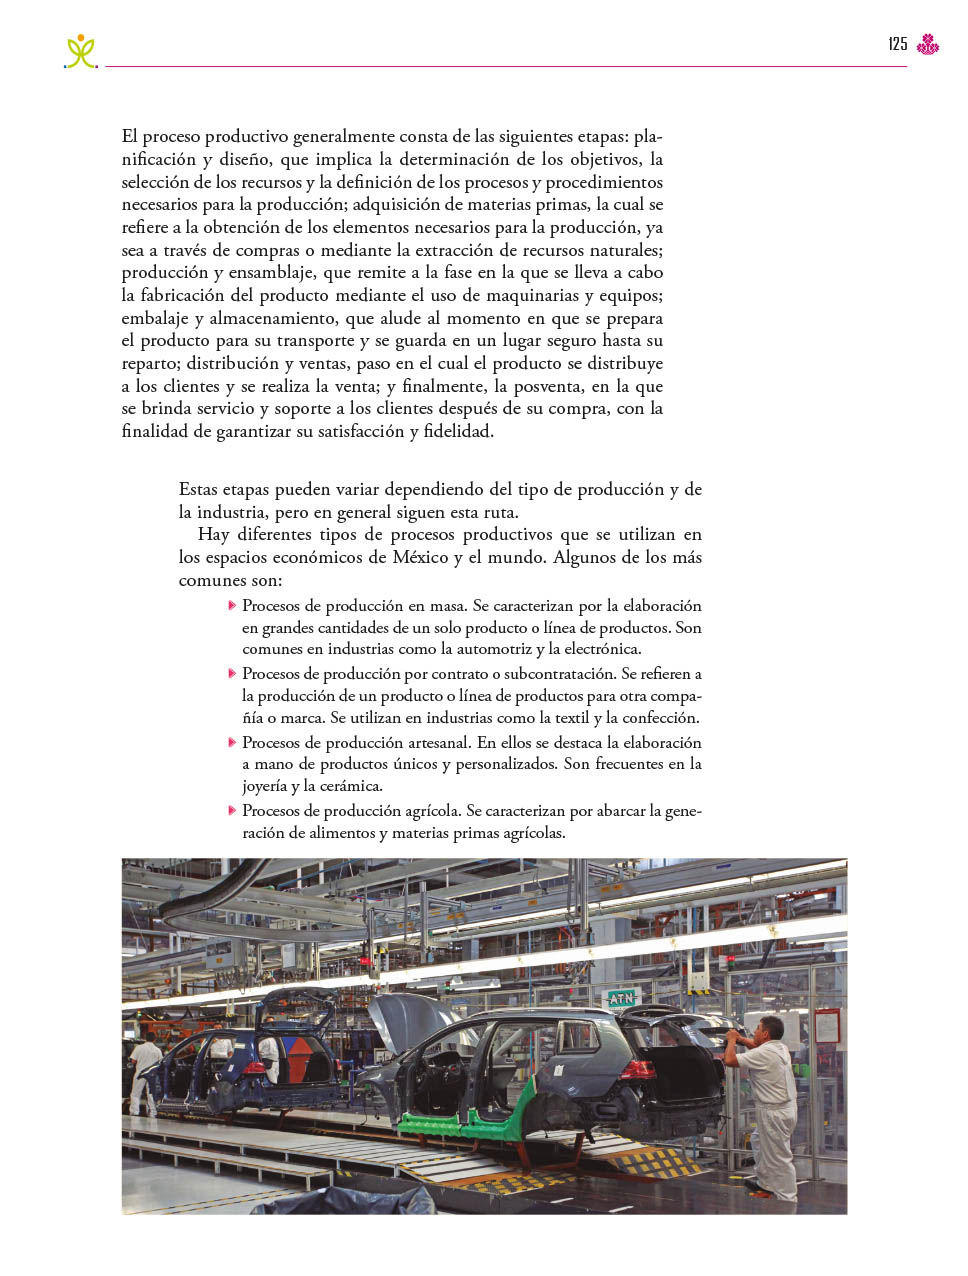 125
El proceso productivo generalmente consta de las siguientes etapas: pla-
nificación y diseño, que implica la determinación de los objetivos, la
selección de los recursos y la definición de los procesos y procedimientos
necesarios para la producción; adquisición de materias primas, la cual se
refiere a la obtención de los elementos necesarios para la producción, ya
sea a través de compras o mediante la extracción de recursos naturales;
producción y ensamblaje, que remite a la fase en la que se lleva a cabo
la fabricación del producto mediante el uso de maquinarias y equipos;
embalaje y almacenamiento, que alude al momento en que se prepara
el producto para su transporte y se guarda en un lugar seguro hasta su
reparto; distribución y ventas, paso en el cual el producto se distribuye
a los clientes y se realiza la venta; y finalmente, la posventa, en la que
se brinda servicio y soporte a los clientes después de su compra, con la
finalidad de garantizar su satisfacción y fidelidad.
Estas etapas pueden variar dependiendo del tipo de producción y de
la industria, pero en general siguen esta ruta.
Hay diferentes tipos de procesos productivos que se utilizan en
los espacios económicos de México y el mundo. Algunos de los más
comunes son:
Procesos de producción en masa. Se caracterizan por la elaboración
en grandes cantidades de un solo producto o línea de productos. Son
comunes en industrias como la automotriz y la electrónica.
Procesos de producción por contrato o subcontratación. Se refieren a
la producción de un producto o línea de productos para otra compa-
ñía o marca. Se utilizan en industrias como la textil y la confección.
Procesos de producción artesanal. En ellos se destaca la elaboración
a mano de productos únicos y personalizados. Son frecuentes en la
joyería y la cerámica.
Procesos de producción agrícola. Se caracterizan por abarcar la gene-
ración de alimentos y materias primas agrícolas.
ATN